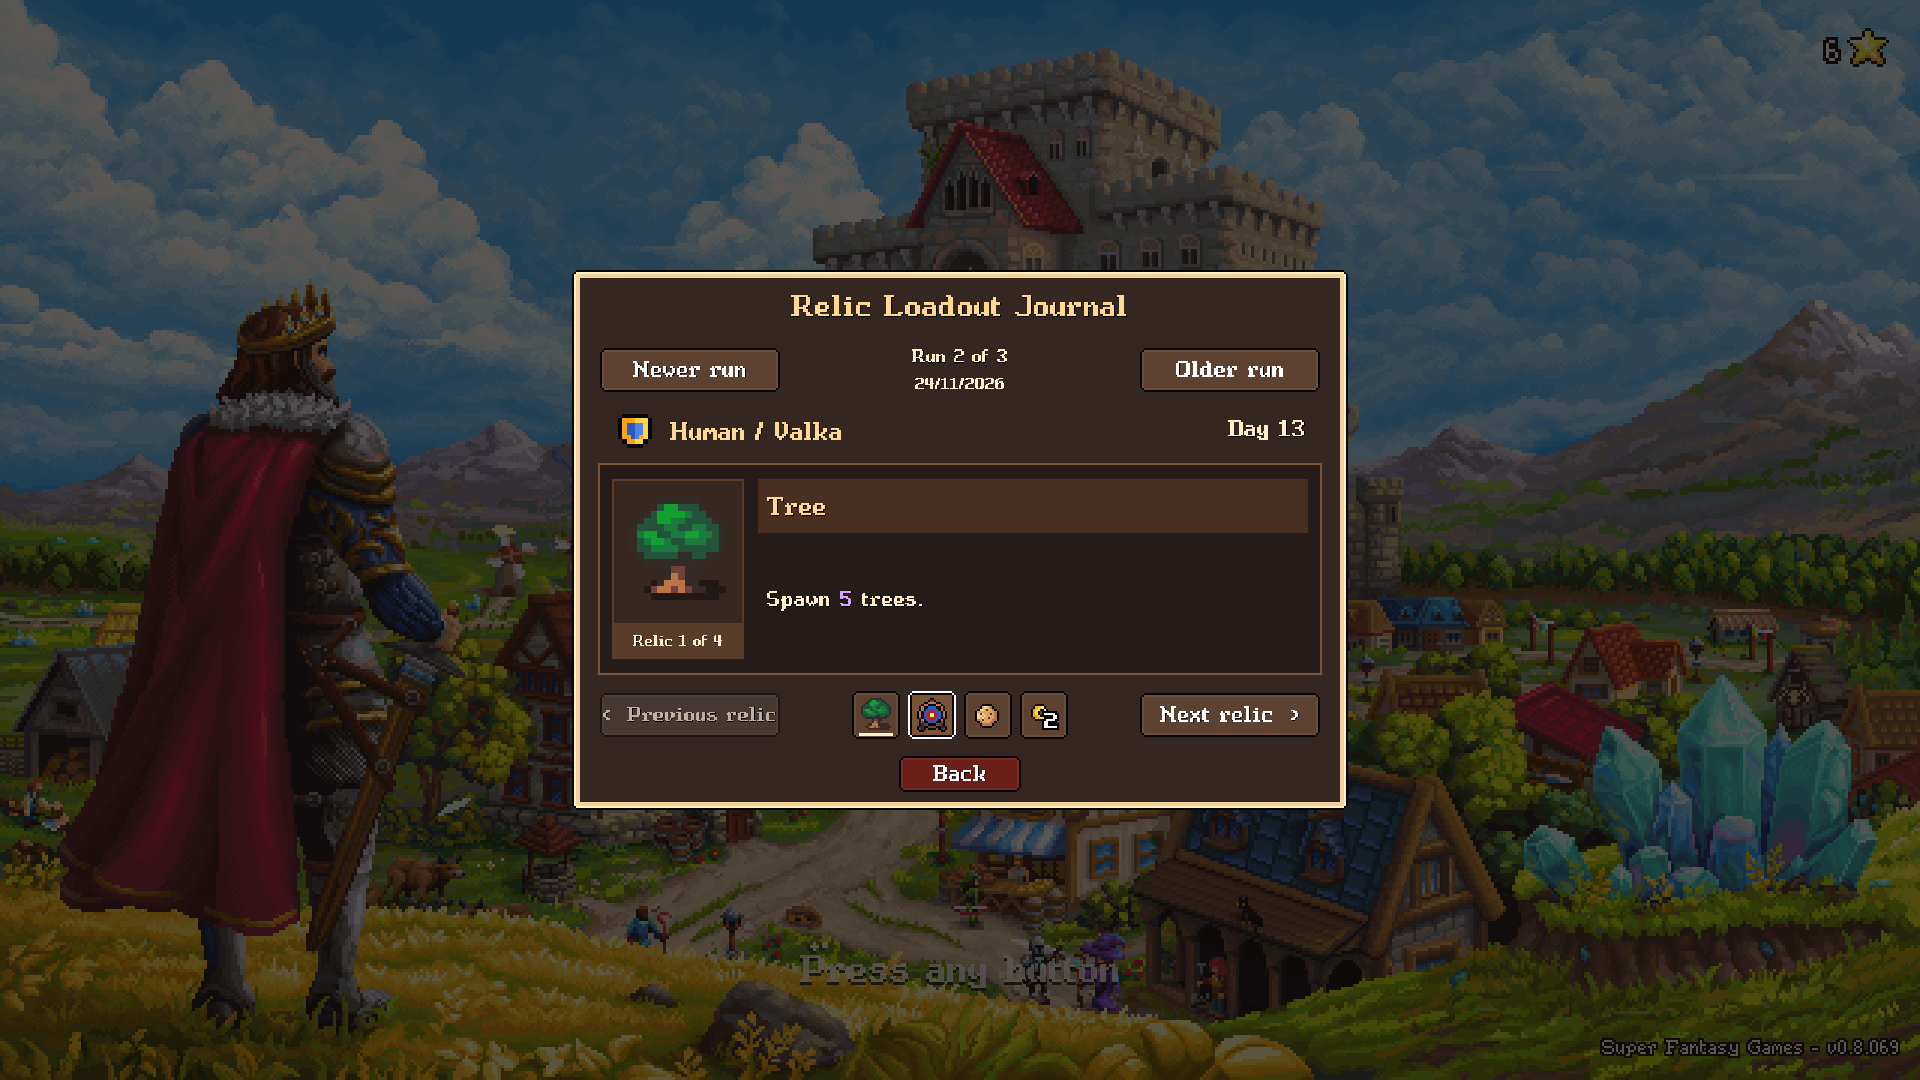 6
Relic Loadout Journal
Newer run
Run 2 of 3
24/11/2026
Older run
Human / Valka
Day 13
Tree
Spawn 5 trees.
Relic 1 of 4
‹ Previous relic
2
Next relic ›
Back
Press any button
Super Fantasy Games - v0.8.069